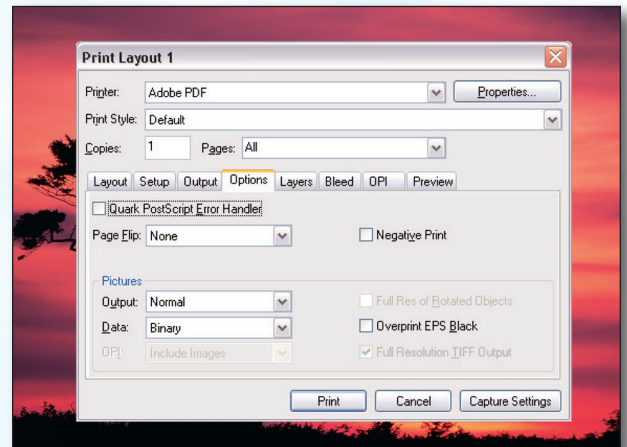 Print Layout 1
Printer: Adobe PDF Properties...
Print Style: Default
Copies: 1 Pages: All
Layout Setup Output Options Layers Bleed OPI Preview
Quark PostScript Error Handler
Page Flip: None Negative Print
Pictures
Output: Normal Full Res of Rotated Objects
Data: Binary Overprint EPS Black
OPI: Include Images Full Resolution TIFF Output
Print Cancel Capture Settings